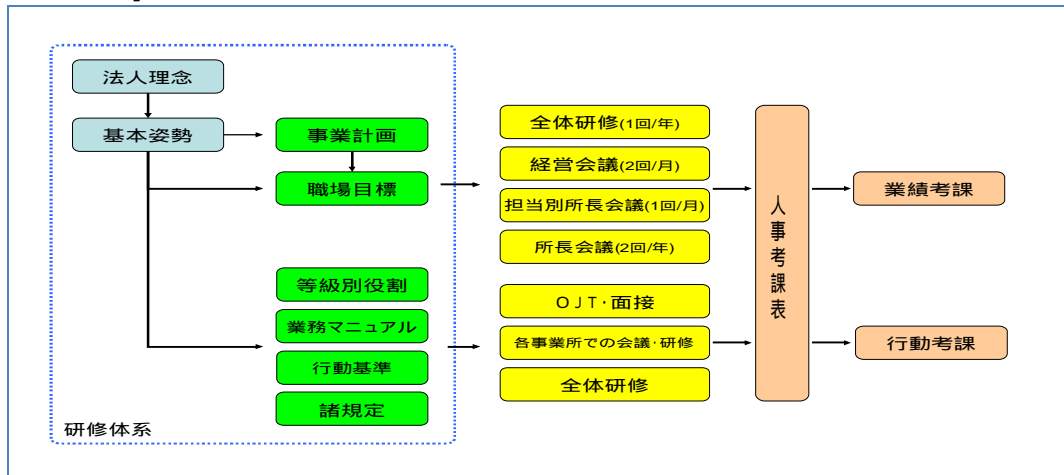 法人理念
基本姿勢
事業計画
職場目標
等級別役割
業務マニュアル
行動基準
諸規定
研修体系
全体研修(1回/年)
経営会議(2回/月)
担当別所長会議(1回/月)
所長会議(2回/年)
OJT・面接
各事業所での会議・研修
全体研修
人事考課表
業績考課
行動考課